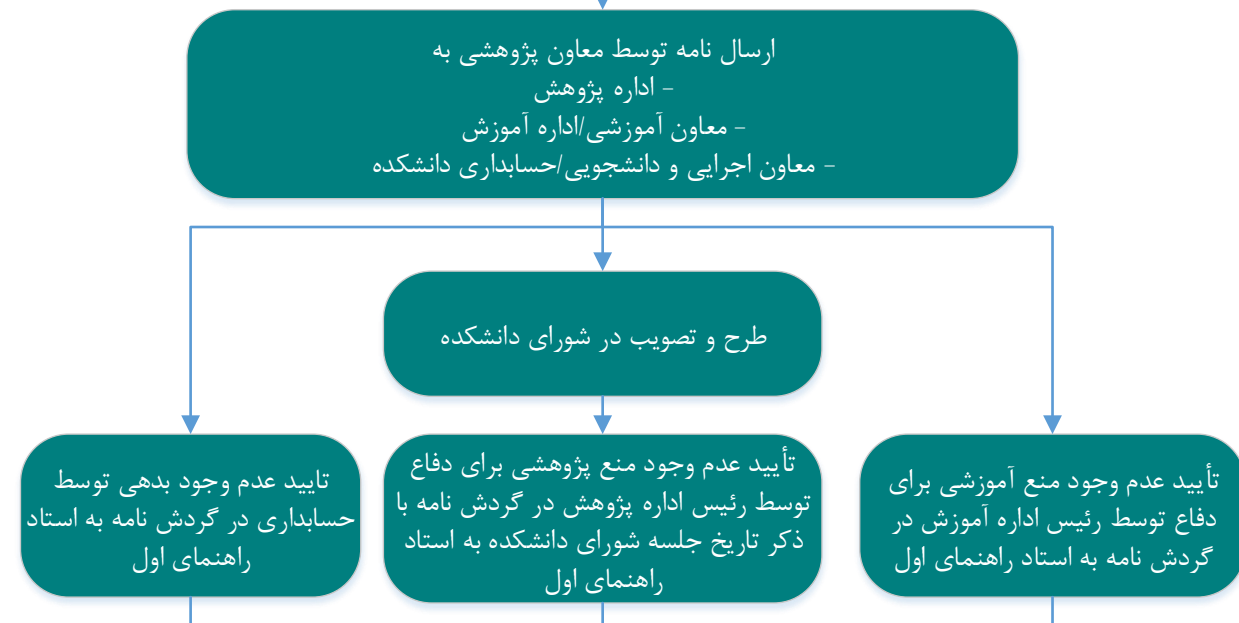 ارسال نامه توسط معاون پژوهشی به
- اداره پژوهش
- معاون آموزشی/اداره آموزش
- معاون اجرایی و دانشجویی/حسابداری دانشکده
طرح و تصویب در شورای دانشکده
تأیید عدم وجود منع آموزشی برای
دفاع توسط رئیس اداره آموزش در
گردش نامه به استاد راهنمای اول
تأیید عدم وجود منع پژوهشی برای دفاع
توسط رئیس اداره پژوهش در گردش نامه با
ذکر تاریخ جلسه شورای دانشکده به استاد
راهنمای اول
تایید عدم وجود بدهی توسط
حسابداری در گردش نامه به استاد
راهنمای اول